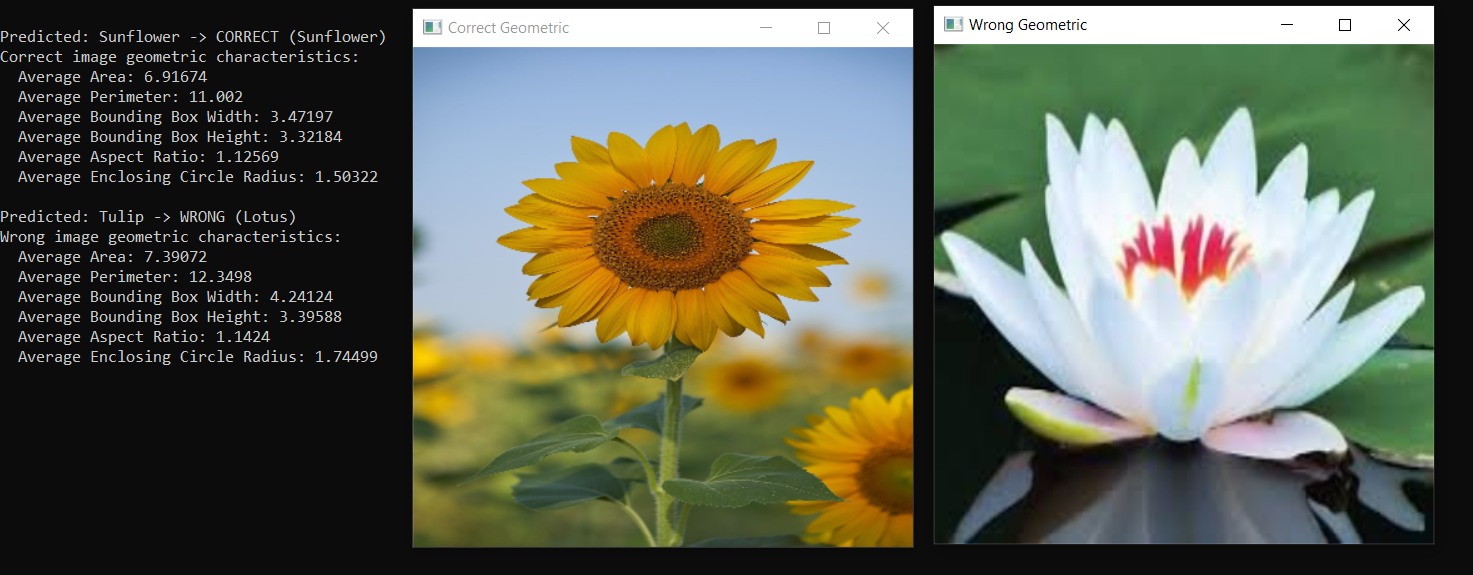 Predicted: Sunflower -> CORRECT (Sunflower)
Correct image geometric characteristics:
Average Area: 6.91674
Average Perimeter: 11.002
Average Bounding Box Width: 3.47197
Average Bounding Box Height: 3.32184
Average Aspect Ratio: 1.12569
Average Enclosing Circle Radius: 1.50322
Predicted: Tulip -> WRONG (Lotus)
Wrong image geometric characteristics:
Average Area: 7.39072
Average Perimeter: 12.3498
Average Bounding Box Width: 4.24124
Average Bounding Box Height: 3.39588
Average Aspect Ratio: 1.1424
Average Enclosing Circle Radius: 1.74499
Correct Geometric
Wrong Geometric